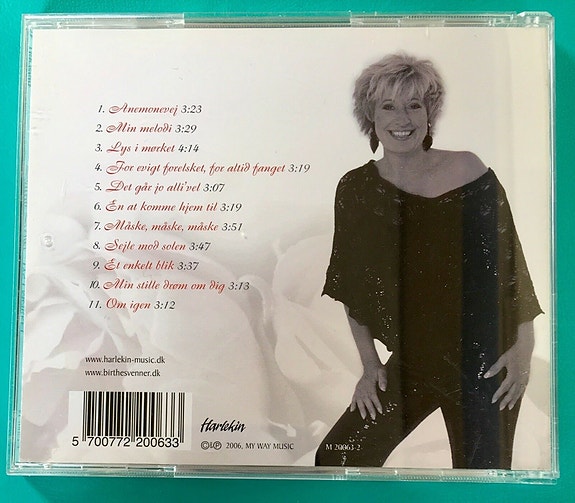 1. Anemonevej 3:23
2. Min melodi 3:29
3. Lys i mørket 4:14
4. For evigt forelsket, for altid fanget 3:19
5. Det går jo alli'vel 3:07
6. En at komme hjem til 3:19
7. Måske, måske, måske 3:51
8. Sejle mod solen 3:47
9. Et enkelt blik 3:37
10. Min stille drøm om dig 3:13
11. Om igen 3:12
www.harlekin-music.dk
www.birthesvenner.dk
5 700772 200633
Harlekin
©℗ 2006, MY WAY MUSIC
M 20063-2